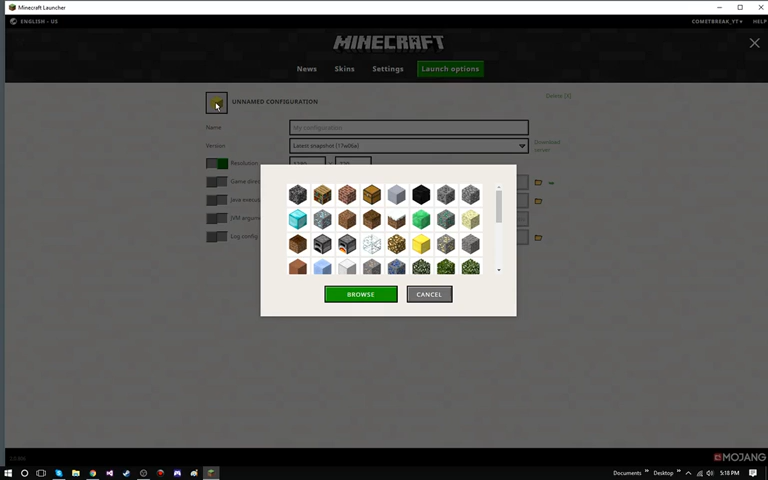 Minecraft Launcher
ENGLISH - US
COMETBREAK_YT
HELP
MINECRAFT
News
Skins
Settings
Launch options
UNNAMED CONFIGURATION
Delete [X]
Name
My configuration
Version
Latest snapshot (17w06a)
Download
server
Resolution
Game direc
Java execut
JVM argum
Log config
BROWSE
CANCEL
MOJANG
Documents
Desktop
5:18 PM